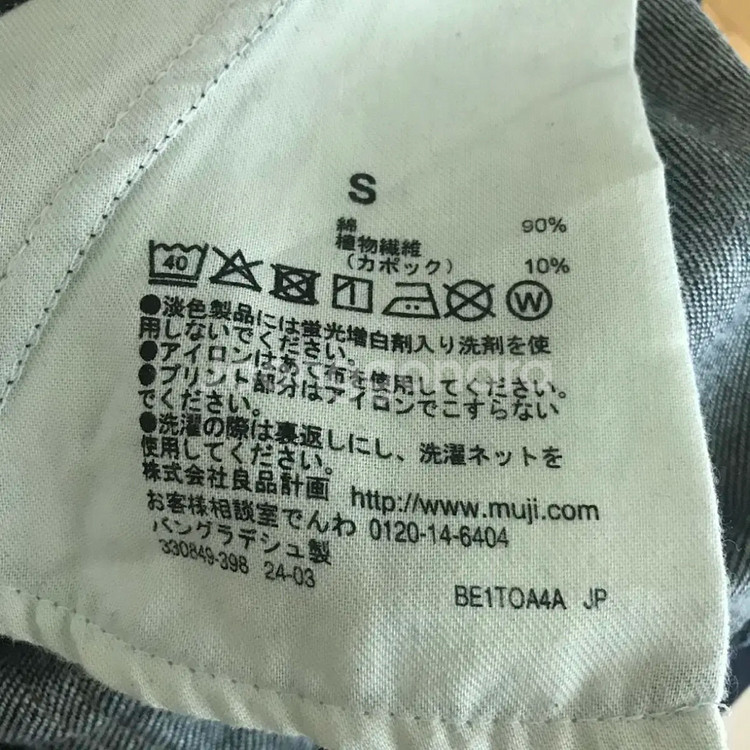 S
綿 90%
植物繊維
（カポック） 10%
40
W
●淡色製品には蛍光増白剤入り洗剤を使
用しないでください。
●アイロンはあて布を使用してください。
●プリント部分はアイロンでこすらない
でください。
●洗濯の際は裏返しにし、洗濯ネットを
使用してください。
株式会社良品計画 http://www.muji.com
お客様相談室でんわ 0120-14-6404
バングラデシュ製
330849-398 24-03
BE1TOA4A JP